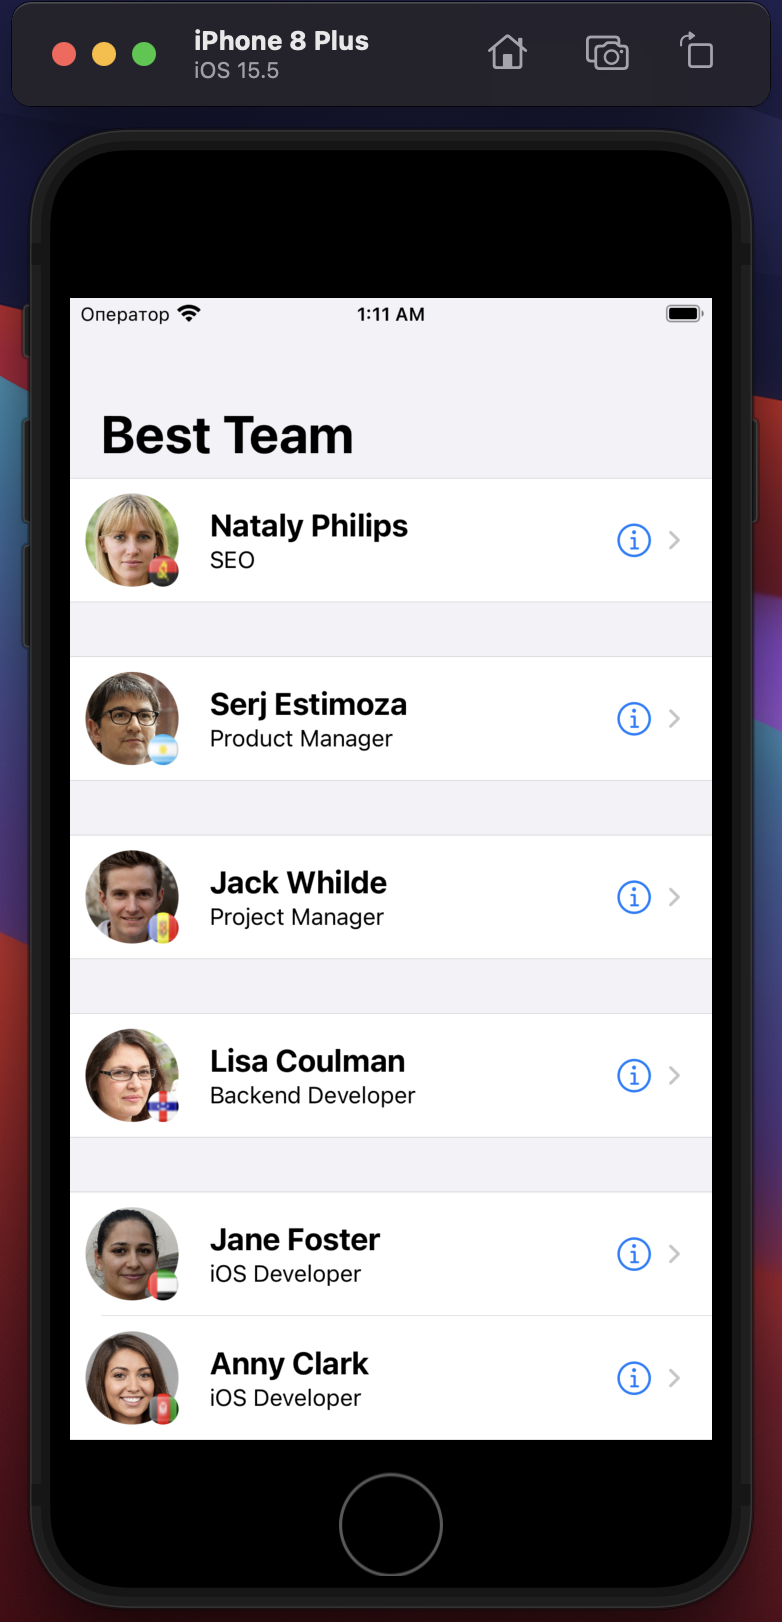 iPhone 8 Plus
iOS 15.5
Оператор 1:11 AM
Best Team
Nataly Philips
SEO
Serj Estimoza
Product Manager
Jack Whilde
Project Manager
Lisa Coulman
Backend Developer
Jane Foster
iOS Developer
Anny Clark
iOS Developer